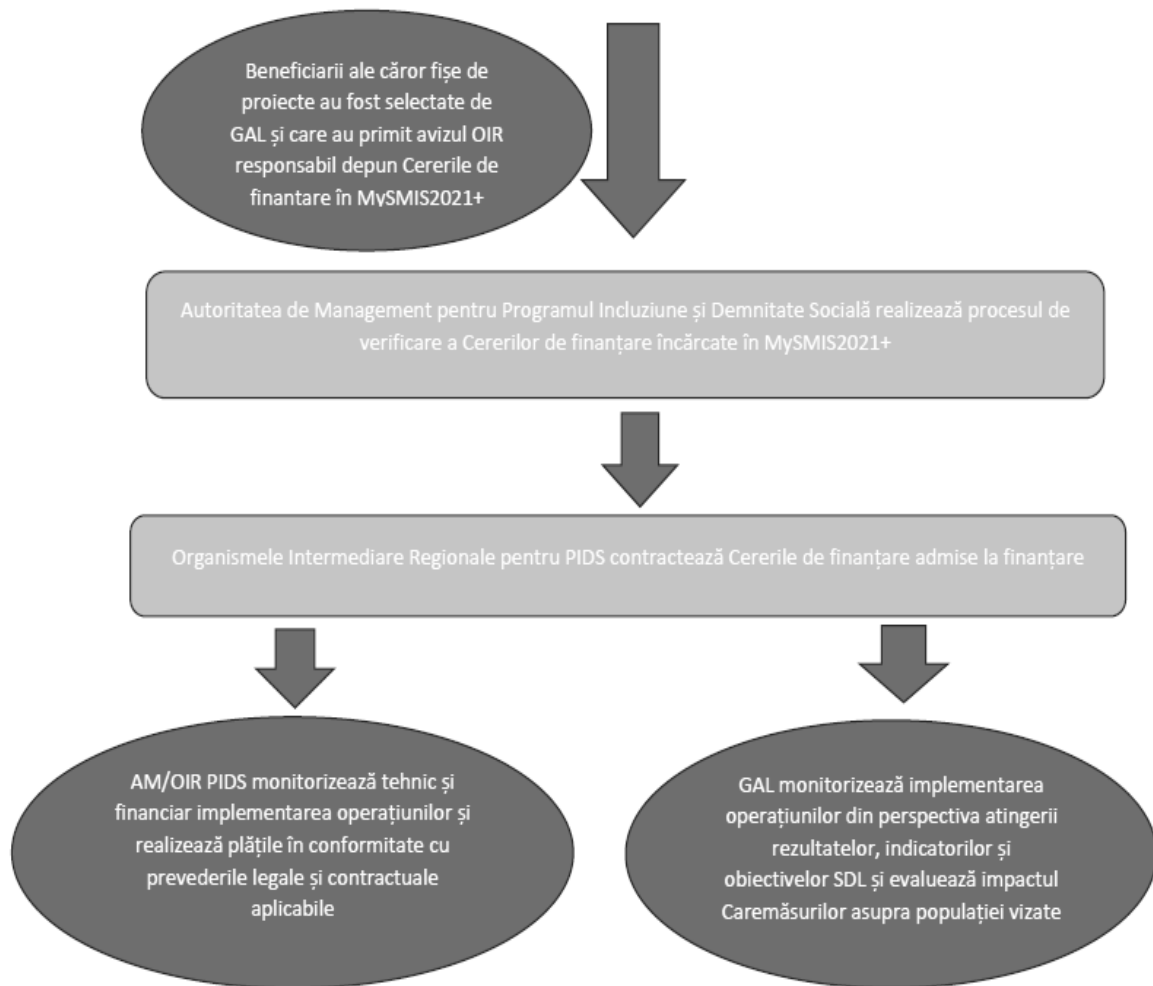 Beneficiarii ale căror fișe de
proiecte au fost selectate de
GAL și care au primit avizul OIR
responsabil depun Cererile de
finantare în MySMIS2021+
Autoritatea de Management pentru Programul Incluziune și Demnitate Socială realizează procesul de
verificare a Cererilor de finanțare încărcate în MySMIS2021+
Organismele Intermediare Regionale pentru PIDS contractează Cererile de finanțare admise la finanțare
AM/OIR PIDS monitorizează tehnic și
financiar implementarea operațiunilor și
realizează plățile în conformitate cu
prevederile legale și contractuale
aplicabile
GAL monitorizează implementarea
operațiunilor din perspectiva atingerii
rezultatelor, indicatorilor și
obiectivelor SDL și evaluează impactul
Caremăsurilor asupra populației vizate